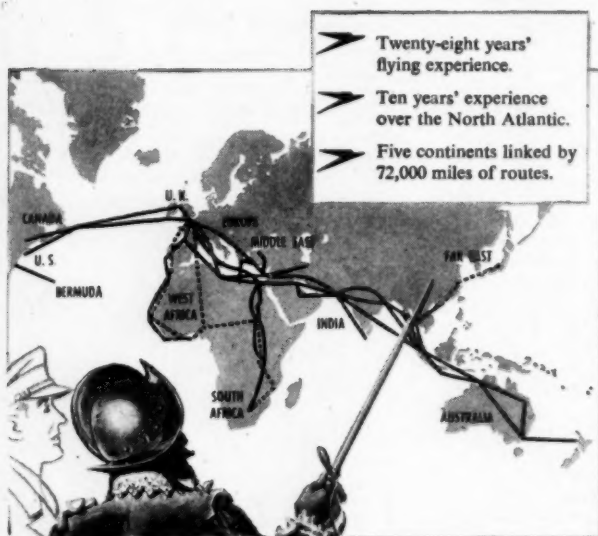 Twenty-eight years'
flying experience.
Ten years' experience
over the North Atlantic.
Five continents linked by
72,000 miles of routes.
U. K.
CANADA
EUROPE
MIDDLE EAST
U. S.
FAR EAST
BERMUDA
WEST
AFRICA
INDIA
SOUTH
AFRICA
AUSTRALIA